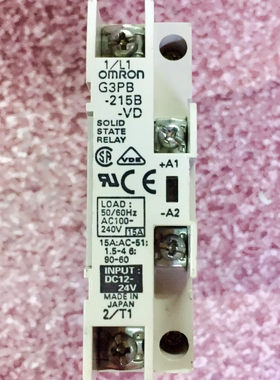 1/L1
OMRON
G3PB
-215B
-VD
SOLID
STATE
RELAY
VDE
+A1
CE
-A2
LOAD:
50/60Hz
AC100-
240V 15A
15A:AC-51:
1.5-4 6:
90-60
INPUT:
DC12-
24V
MADE IN
JAPAN
2/T1